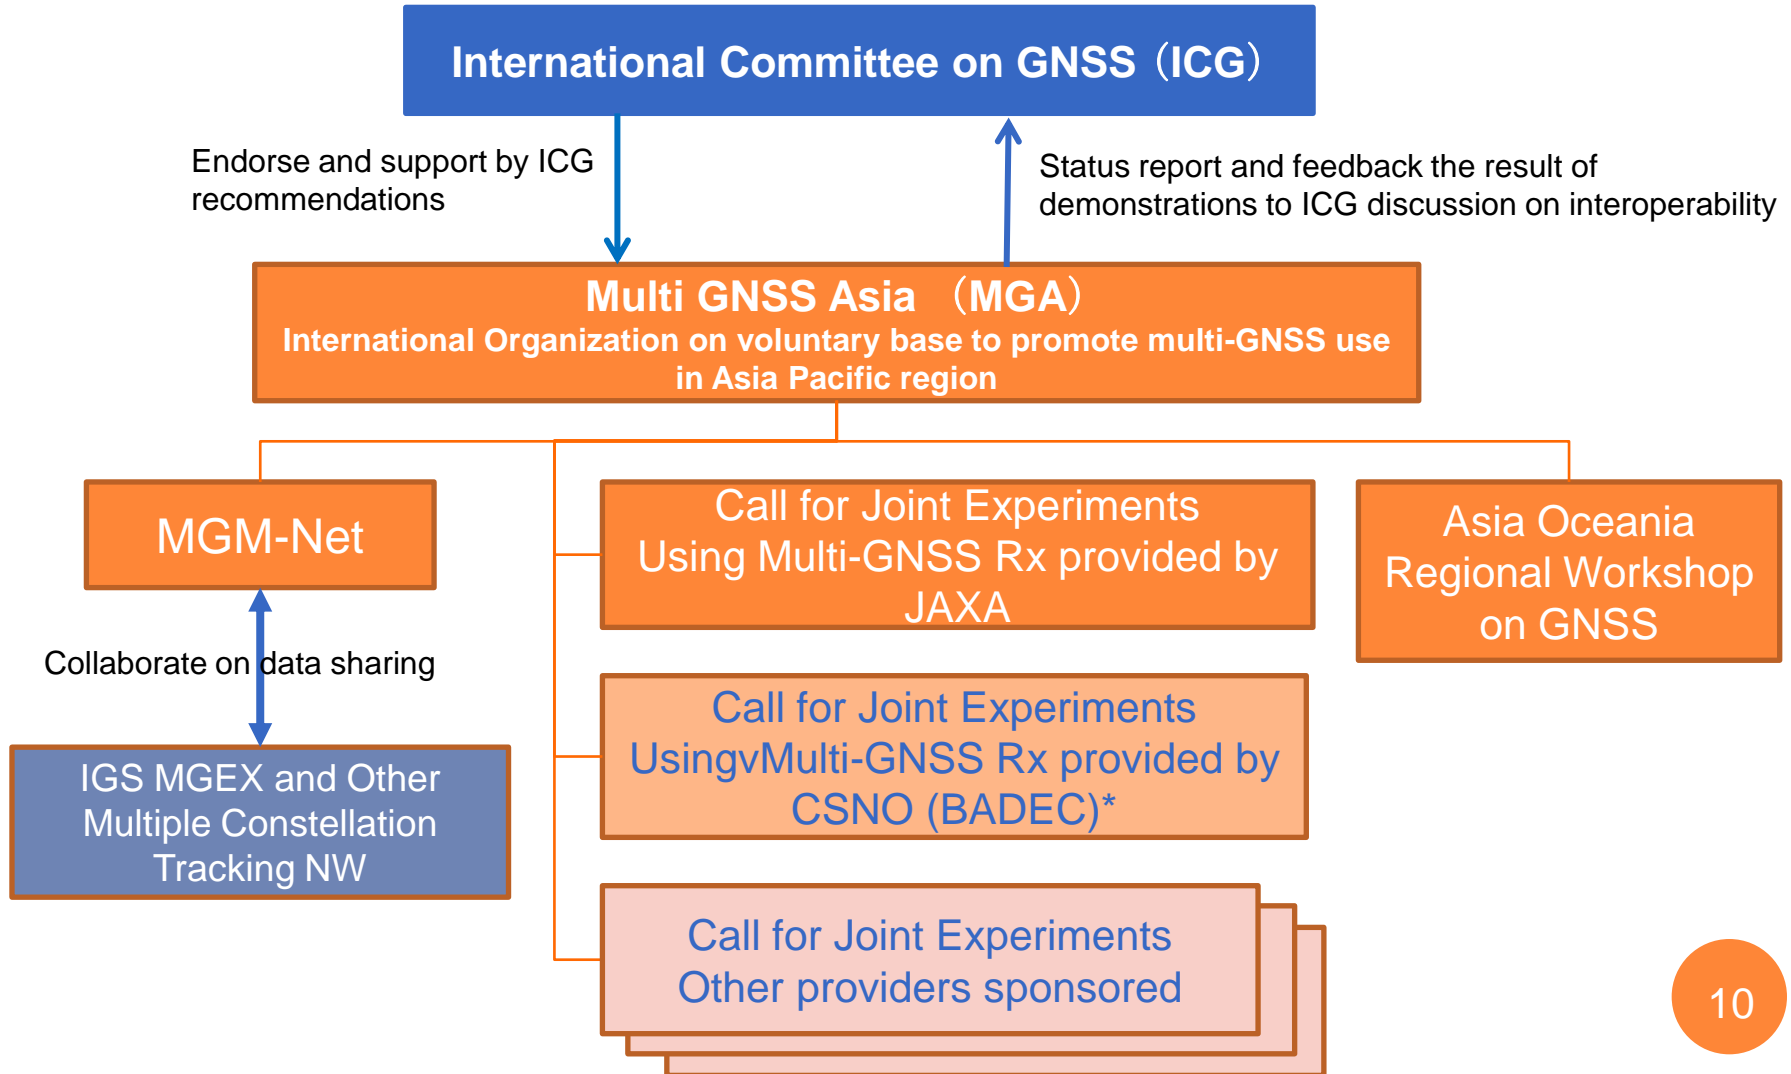 International Committee on GNSS（ICG）
Endorse and support by ICG
recommendations
Status report and feedback the result of
demonstrations to ICG discussion on interoperability
Multi GNSS Asia （MGA）
International Organization on voluntary base to promote multi-GNSS use
in Asia Pacific region
MGM-Net
Call for Joint Experiments
Using Multi-GNSS Rx provided by
JAXA
Asia Oceania
Regional Workshop
on GNSS
Collaborate on data sharing
Call for Joint Experiments
UsingvMulti-GNSS Rx provided by
CSNO (BADEC)*
IGS MGEX and Other
Multiple Constellation
Tracking NW
Call for Joint Experiments
Other providers sponsored
10